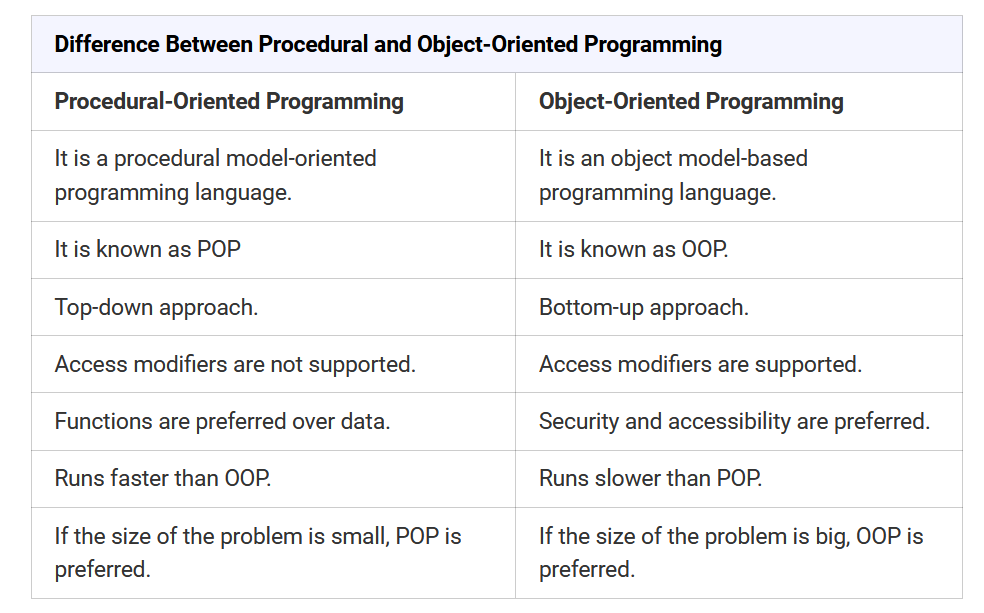 Difference Between Procedural and Object-Oriented Programming
Procedural-Oriented Programming
Object-Oriented Programming
It is a procedural model-oriented
programming language.
It is an object model-based
programming language.
It is known as POP
It is known as OOP.
Top-down approach.
Bottom-up approach.
Access modifiers are not supported.
Access modifiers are supported.
Functions are preferred over data.
Security and accessibility are preferred.
Runs faster than OOP.
Runs slower than POP.
If the size of the problem is small, POP is
preferred.
If the size of the problem is big, OOP is
preferred.